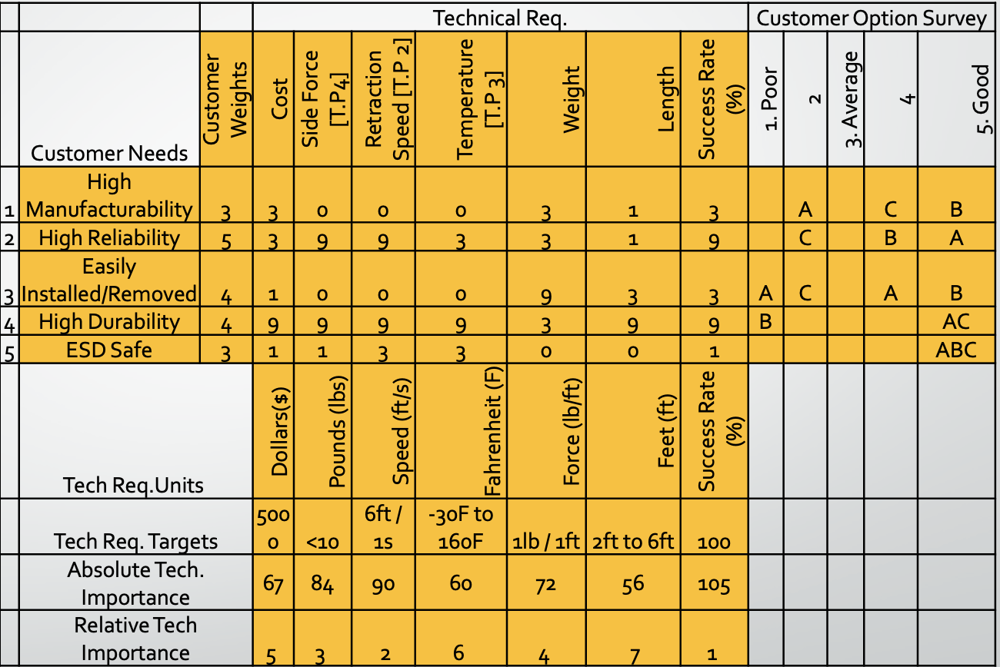 Technical Req. Customer Option Survey
Customer Needs
Customer
Weights
Cost
Side Force
[T.P4]
Retraction
Speed [T.P 2]
Temperature
[T.P 3]
Weight
Length
Success Rate
(%)
1. Poor
2
3. Average
4
5. Good
High
1 Manufacturability 3 3 0 0 0 3 1 3 A C B
2 High Reliability 5 3 9 9 3 3 1 9 C B A
Easily
3 Installed/Removed 4 1 0 0 0 9 3 3 A C A B
4 High Durability 4 9 9 9 9 3 9 9 B AC
5 ESD Safe 3 1 1 3 3 0 0 1 ABC
Tech Req.Units
Dollars($)
Pounds (lbs)
Speed (ft/s)
Fahrenheit (F)
Force (lb/ft)
Feet (ft)
Success Rate
(%)
500 6ft / -30F to
Tech Req. Targets 0 <10 1s 160F 1lb / 1ft 2ft to 6ft 100
Absolute Tech.
Importance 67 84 90 60 72 56 105
Relative Tech
Importance 5 3 2 6 4 7 1